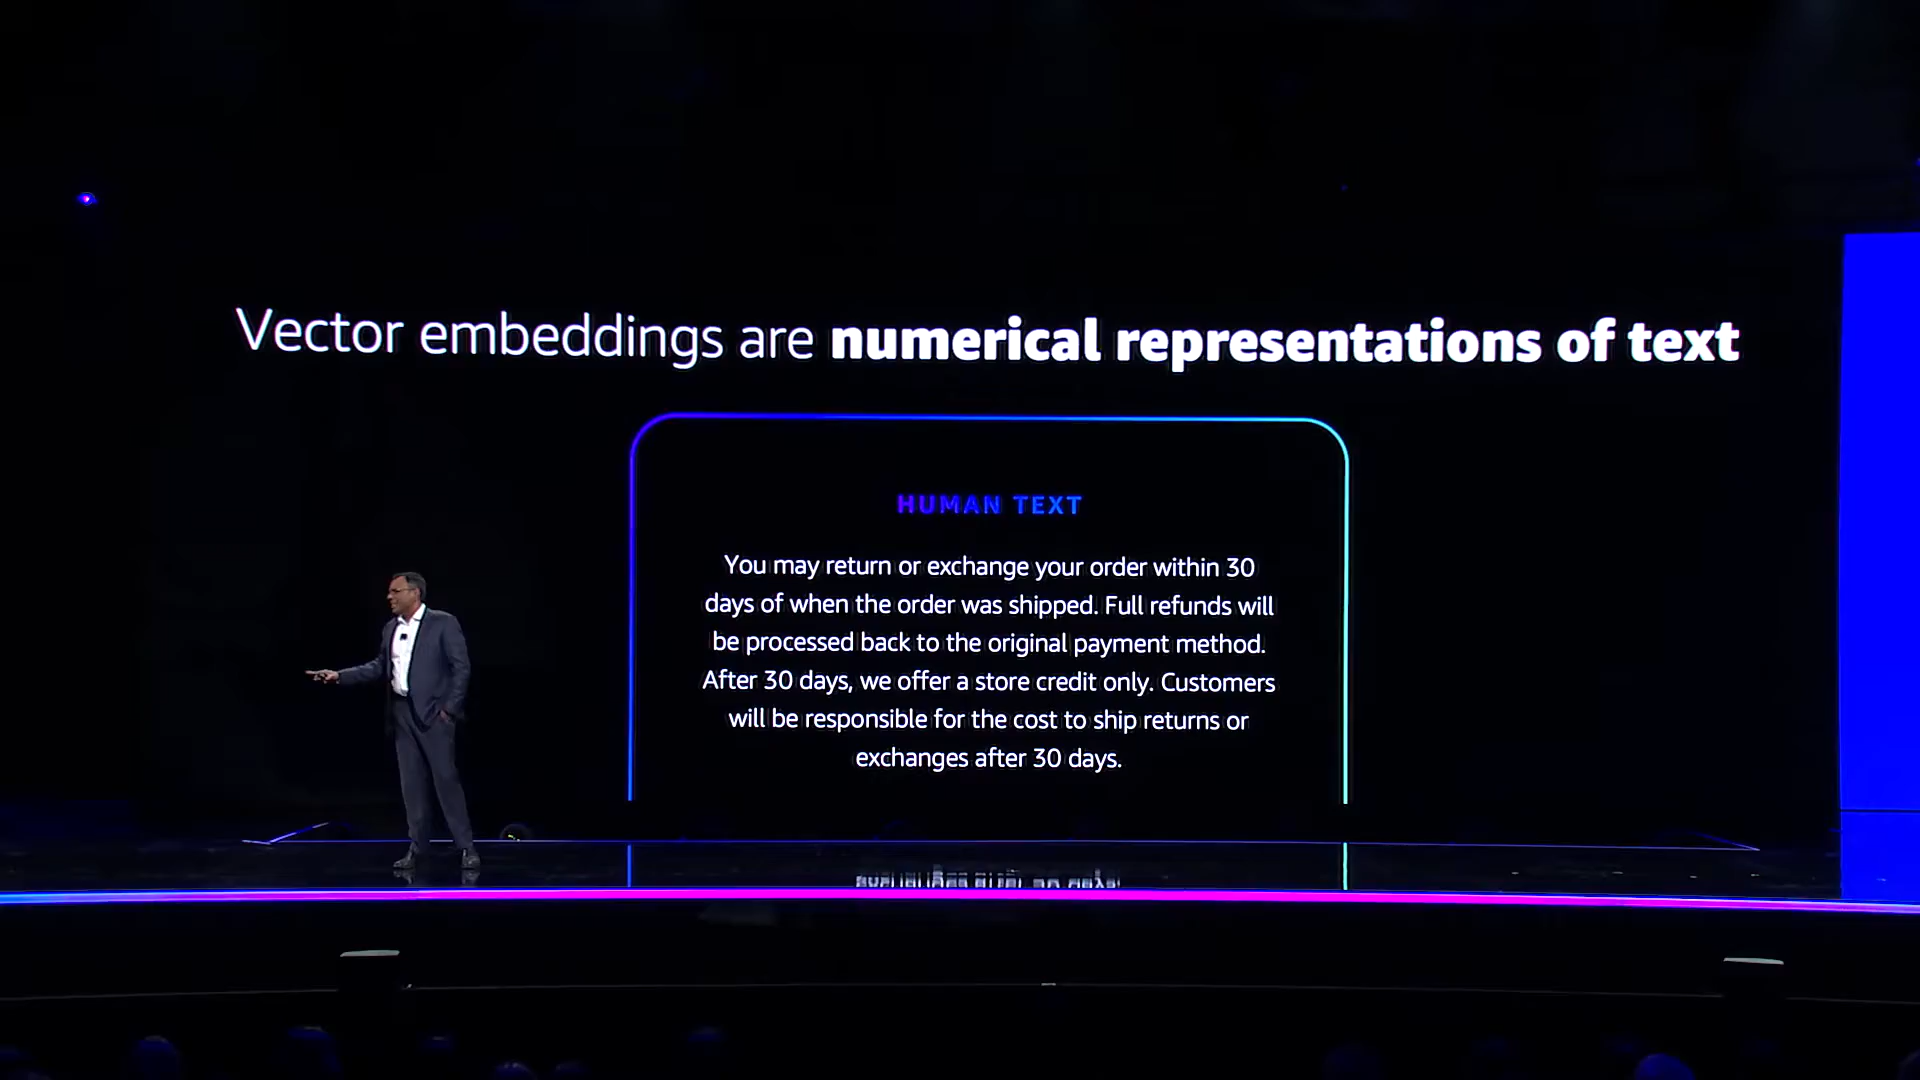 Vector embeddings are numerical representations of text
HUMAN TEXT
You may return or exchange your order within 30
days of when the order was shipped. Full refunds will
be processed back to the original payment method.
After 30 days, we offer a store credit only. Customers
will be responsible for the cost to ship returns or
exchanges after 30 days.